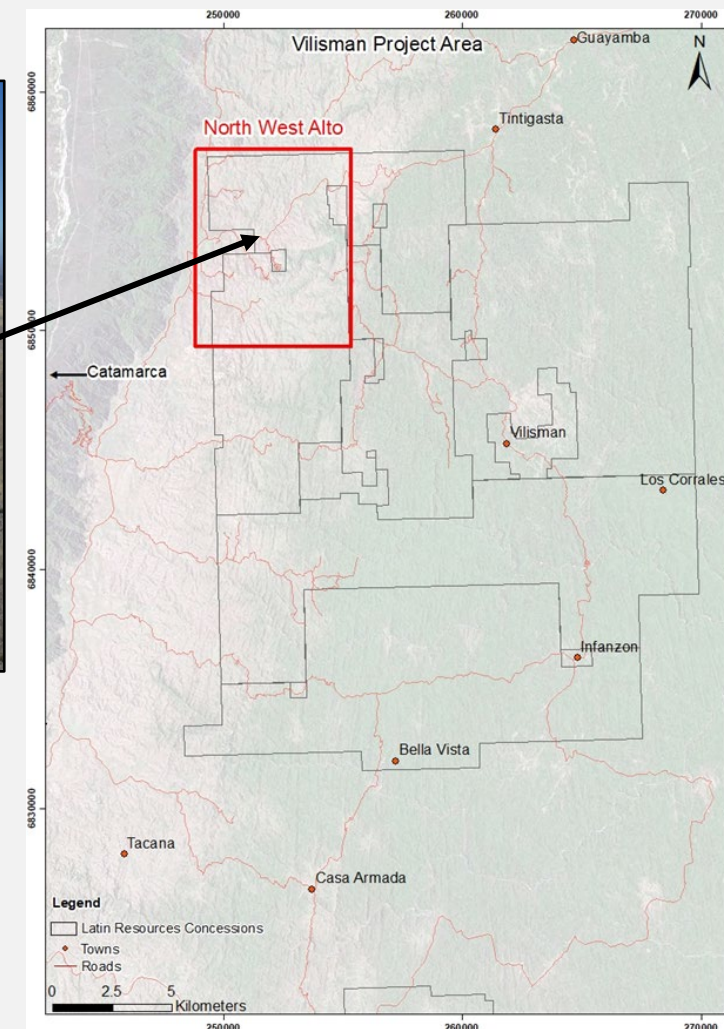 250000
260000
270000
Vilisman Project Area
Guayamba
N
6860000
Tintigasta
North West Alto
6850000
Catamarca
Vilisman
Los Corrales
6840000
Infanzon
Bella Vista
6830000
Tacana
Casa Armada
Legend
Latin Resources Concessions
Towns
Roads
0 2.5 5
Kilometers
250000
260000
270000